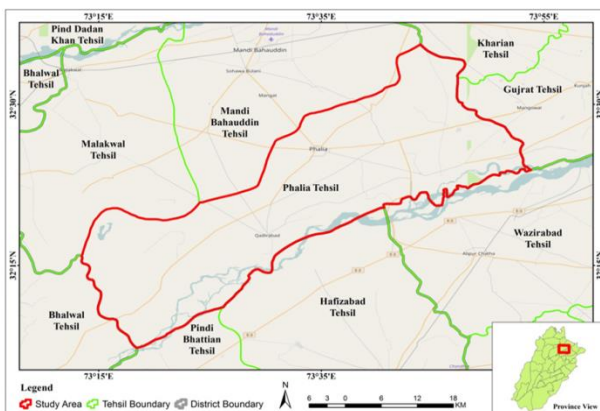 73°15'E
73°35'E
73°55'E
Pind Dadan
Khan Tehsil
Bhalwal
Tehsil
Mandi Bahauddin
Kharian
Tehsil
Gujrat Tehsil
Sohawa Bolani
Mangat
Mandi
Bahauddin
Tehsil
Malakwal
Tehsil
Phalia
Phalia Tehsil
Qadirabad
Wazirabad
Tehsil
Bhalwal
Tehsil
Pindi
Bhattian
Tehsil
Hafizabad
Tehsil
32°30'N
32°15'N
73°15'E
73°35'E
Legend
Study Area
Tehsil Boundary
District Boundary
N
6 3 0 6 12 18
KM
Province View